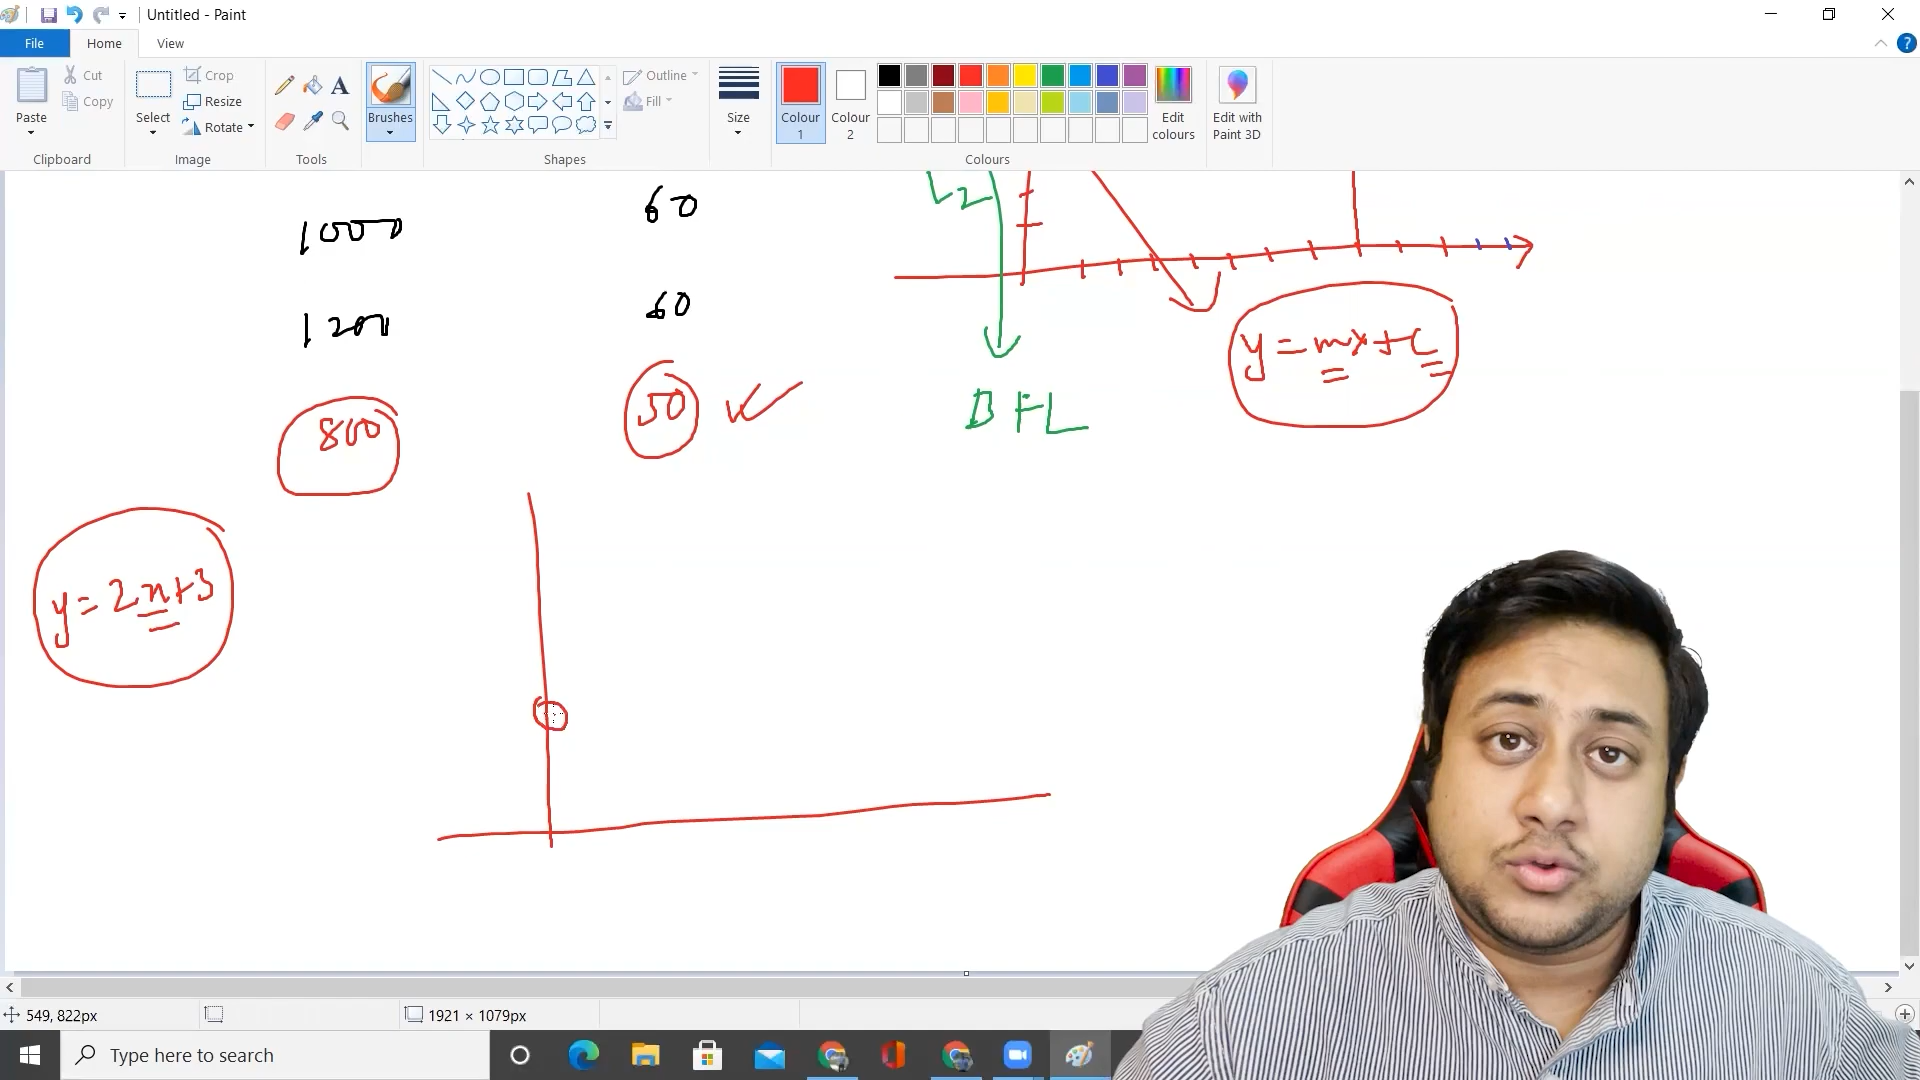 Untitled - Paint
File Home View
Paste
Cut
Copy
Clipboard
Select
Crop
Resize
Rotate
Image
Tools
Brushes
Shapes
Outline
Fill
Size
Colour 1
Colour 2
Colours
Edit colours
Edit with Paint 3D
1000 60
L2
1200 60
y = mx + c
800 50
BFL
y = 2x + 3
549, 822px
1921 × 1079px
Type here to search